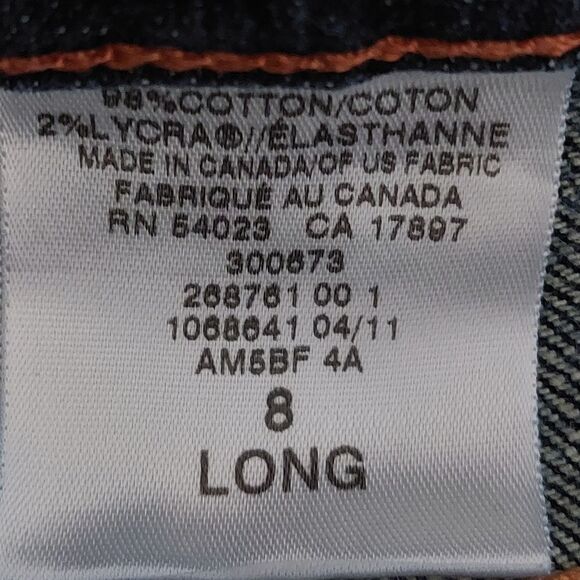 98%COTTON/COTON
2%LYCRA®//ÉLASTHANNE
MADE IN CANADA/OF US FABRIC
FABRIQUÉ AU CANADA
RN 54023 CA 17897
300673
268761 00 1
1068641 04/11
AM5BF 4A
8
LONG